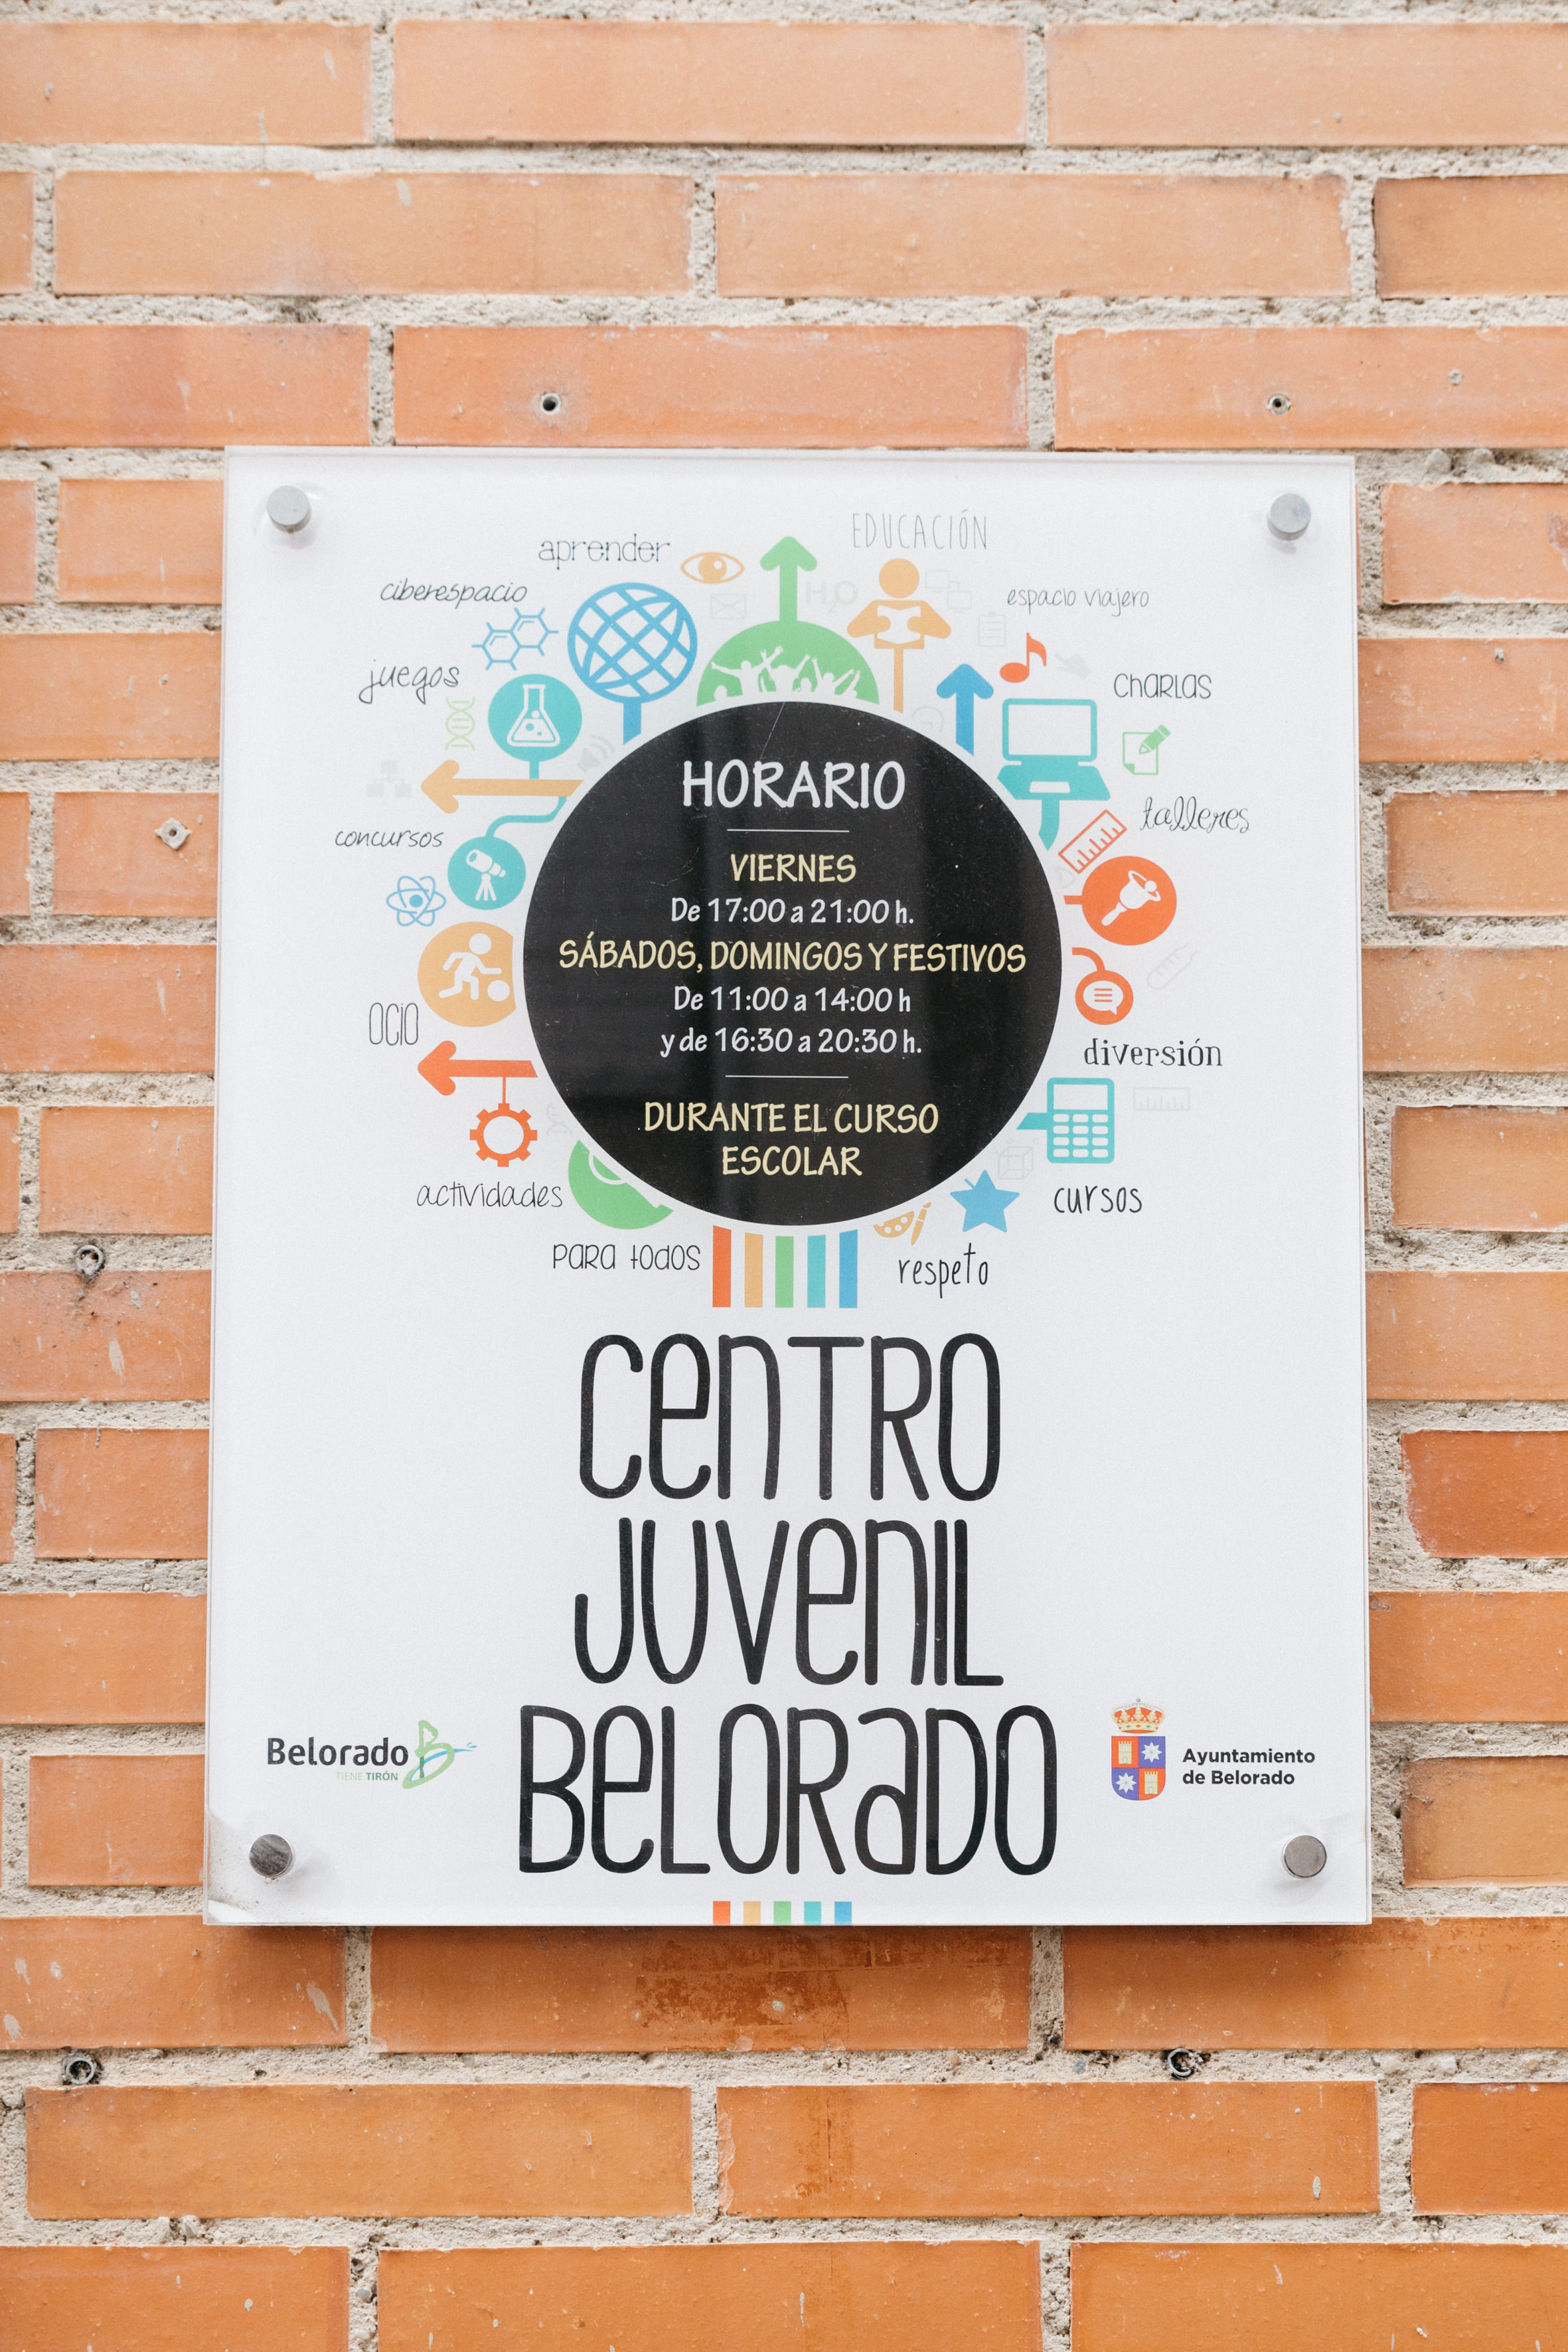 EDUCACIÓN
aprender
ciberespacio
espacio viajero
H₂O
juegos
CHARLAS
concursos
talleres
HORARIO
VIERNES
De 17:00 a 21:00 h.
SÁBADOS, DOMINGOS Y FESTIVOS
De 11:00 a 14:00 h
y de 16:30 a 20:30 h.
DURANTE EL CURSO
ESCOLAR
OCIO
diversión
actividades
cursos
PARA todos
respeto
CenTRO
JUVenIL
BeLORaDO
Belorado
TIENE TIRÓN
Ayuntamiento
de Belorado